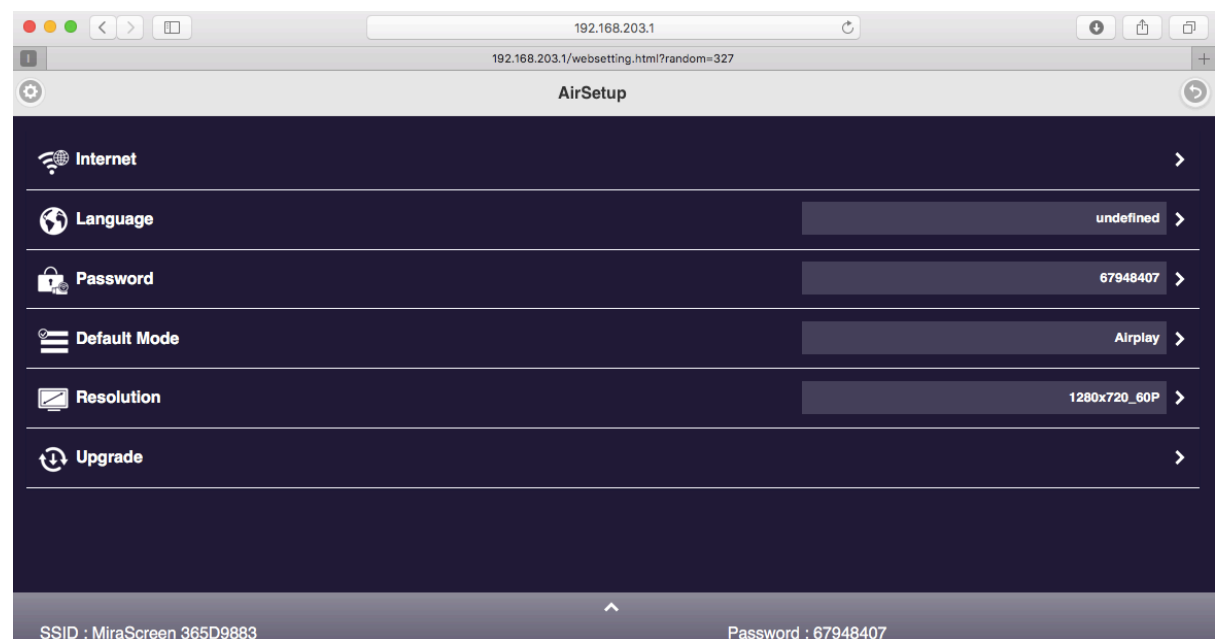 192.168.203.1
192.168.203.1/websetting.html?random=327
AirSetup
Internet
Language undefined
Password 67948407
Default Mode Airplay
Resolution 1280x720_60P
Upgrade
SSID : MiraScreen 365D9883 Password : 67948407